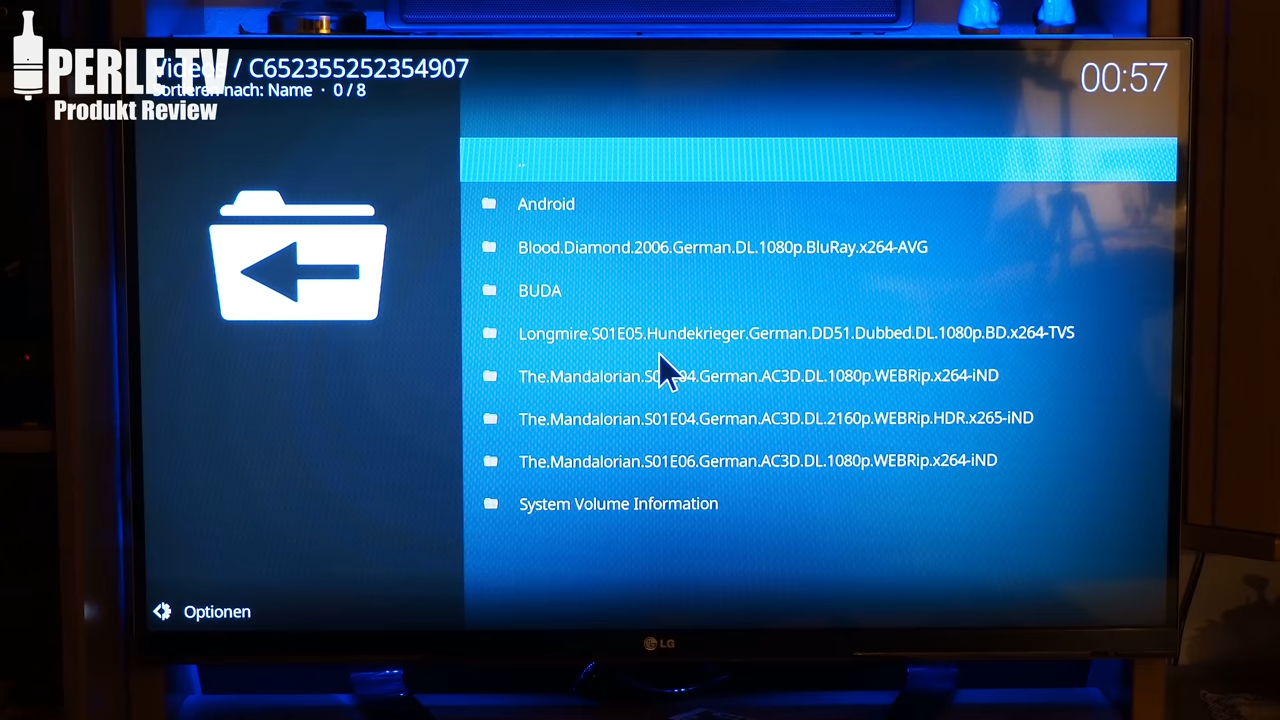 PERLE TV
Produkt Review
Videos / C652355252354907
Sortieren nach: Name · 0 / 8
00:57
..
Android
Blood.Diamond.2006.German.DL.1080p.BluRay.x264-AVG
BUDA
Longmire.S01E05.Hundekrieger.German.DD51.Dubbed.DL.1080p.BD.x264-TVS
The.Mandalorian.S01E04.German.AC3D.DL.1080p.WEBRip.x264-iND
The.Mandalorian.S01E04.German.AC3D.DL.2160p.WEBRip.HDR.x265-iND
The.Mandalorian.S01E06.German.AC3D.DL.1080p.WEBRip.x264-iND
System Volume Information
Optionen
LG